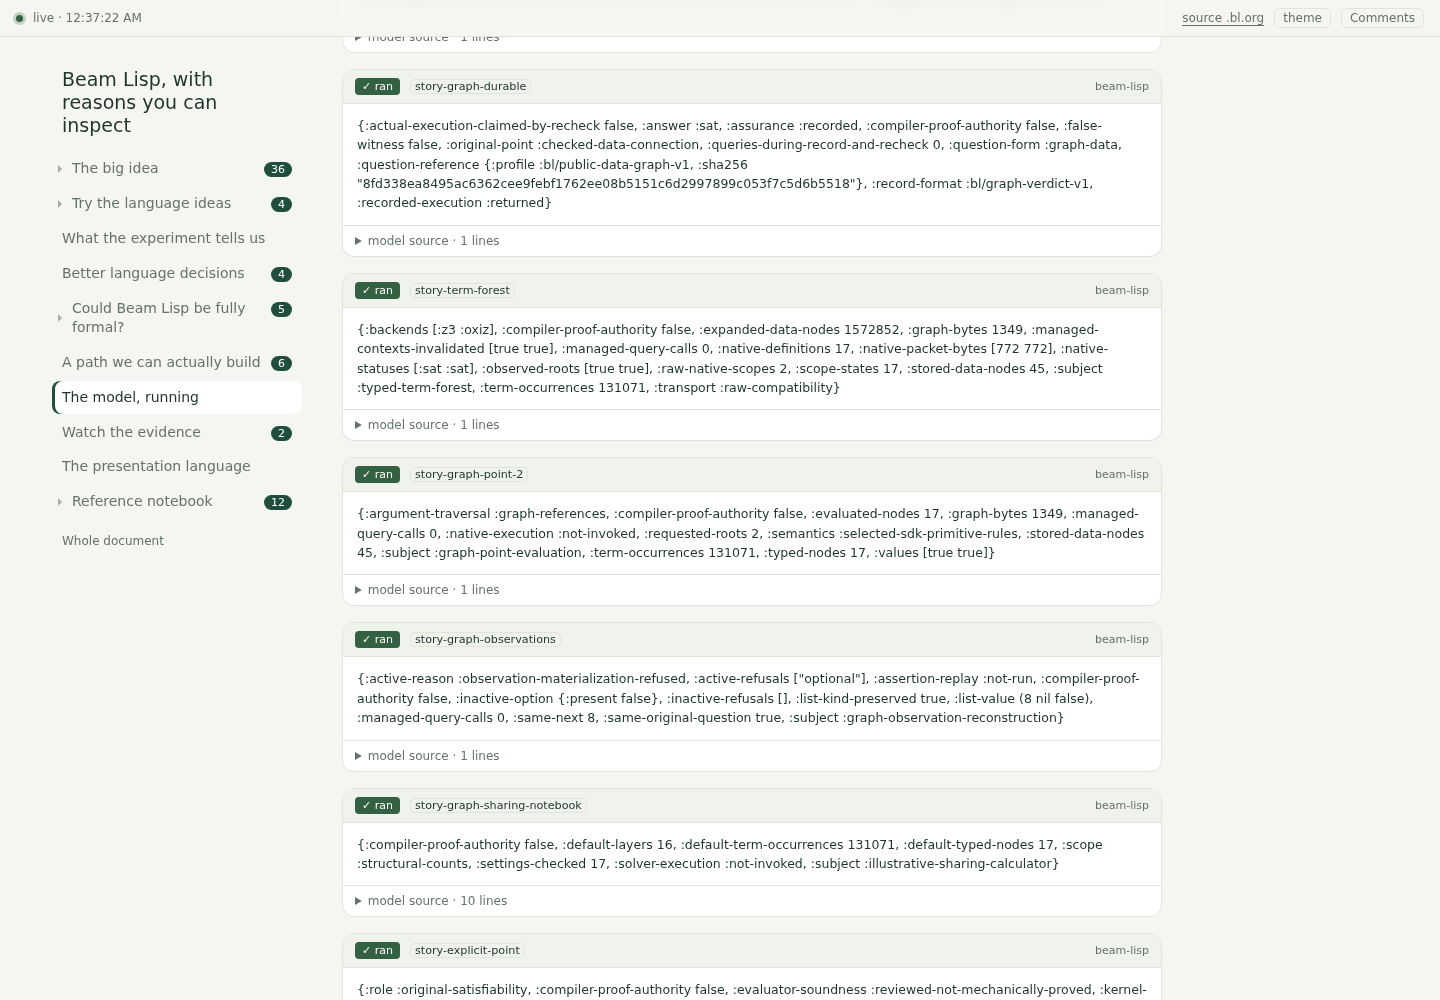 live · 12:37:22 AM
source .bl.org
theme
Comments
Beam Lisp, with
reasons you can
inspect
The big idea
36
Try the language ideas
4
What the experiment tells us
Better language decisions
4
Could Beam Lisp be fully
formal?
5
A path we can actually build
6
The model, running
Watch the evidence
2
The presentation language
Reference notebook
12
Whole document
model source · 1 lines
✓ ran
story-graph-durable
beam-lisp
{:actual-execution-claimed-by-recheck false, :answer :sat, :assurance :recorded, :compiler-proof-authority false, :false-
witness false, :original-point :checked-data-connection, :queries-during-record-and-recheck 0, :question-form :graph-data,
:question-reference {:profile :bl/public-data-graph-v1, :sha256
"8fd338ea8495ac6362cee9febf1762ee08b5151c6d2997899c053f7c5d6b5518"}, :record-format :bl/graph-verdict-v1,
:recorded-execution :returned}
model source · 1 lines
✓ ran
story-term-forest
beam-lisp
{:backends [:z3 :oxiz], :compiler-proof-authority false, :expanded-data-nodes 1572852, :graph-bytes 1349, :managed-
contexts-invalidated [true true], :managed-query-calls 0, :native-definitions 17, :native-packet-bytes [772 772], :native-
statuses [:sat :sat], :observed-roots [true true], :raw-native-scopes 2, :scope-states 17, :stored-data-nodes 45, :subject
:typed-term-forest, :term-occurrences 131071, :transport :raw-compatibility}
model source · 1 lines
✓ ran
story-graph-point-2
beam-lisp
{:argument-traversal :graph-references, :compiler-proof-authority false, :evaluated-nodes 17, :graph-bytes 1349, :managed-
query-calls 0, :native-execution :not-invoked, :requested-roots 2, :semantics :selected-sdk-primitive-rules, :stored-data-nodes
45, :subject :graph-point-evaluation, :term-occurrences 131071, :typed-nodes 17, :values [true true]}
model source · 1 lines
✓ ran
story-graph-observations
beam-lisp
{:active-reason :observation-materialization-refused, :active-refusals ["optional"], :assertion-replay :not-run, :compiler-proof-
authority false, :inactive-option {:present false}, :inactive-refusals [], :list-kind-preserved true, :list-value (8 nil false),
:managed-query-calls 0, :same-next 8, :same-original-question true, :subject :graph-observation-reconstruction}
model source · 1 lines
✓ ran
story-graph-sharing-notebook
beam-lisp
{:compiler-proof-authority false, :default-layers 16, :default-term-occurrences 131071, :default-typed-nodes 17, :scope
:structural-counts, :settings-checked 17, :solver-execution :not-invoked, :subject :illustrative-sharing-calculator}
model source · 10 lines
✓ ran
story-explicit-point
beam-lisp
{:role :original-satisfiability, :compiler-proof-authority false, :evaluator-soundness :reviewed-not-mechanically-proved, :kernel-